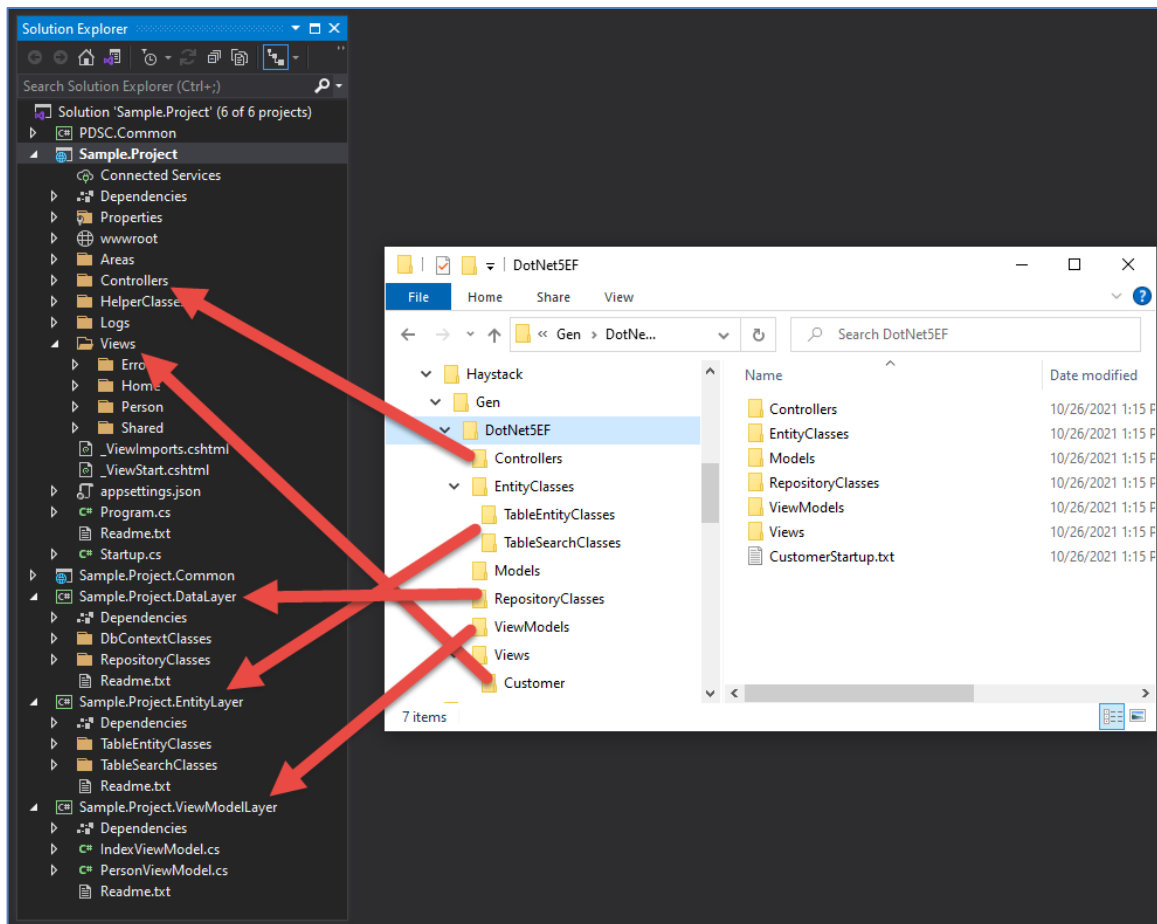 Solution Explorer
Search Solution Explorer (Ctrl+;)
Solution 'Sample.Project' (6 of 6 projects)
C# PDSC.Common
Sample.Project
Connected Services
Dependencies
Properties
wwwroot
Areas
Controllers
HelperClasses
Logs
Views
Erro
Home
Person
Shared
_ViewImports.cshtml
_ViewStart.cshtml
appsettings.json
C# Program.cs
Readme.txt
C# Startup.cs
Sample.Project.Common
C# Sample.Project.DataLayer
Dependencies
DbContextClasses
RepositoryClasses
Readme.txt
C# Sample.Project.EntityLayer
Dependencies
TableEntityClasses
TableSearchClasses
Readme.txt
C# Sample.Project.ViewModelLayer
Dependencies
C# IndexViewModel.cs
C# PersonViewModel.cs
Readme.txt
DotNet5EF
File Home Share View
« Gen > DotNe...
Search DotNet5EF
Haystack
Gen
DotNet5EF
Controllers
EntityClasses
TableEntityClasses
TableSearchClasses
Models
RepositoryClasses
ViewModels
Views
Customer
Name Date modified
Controllers 10/26/2021 1:15 P
EntityClasses 10/26/2021 1:15 P
Models 10/26/2021 1:15 P
RepositoryClasses 10/26/2021 1:15 P
ViewModels 10/26/2021 1:15 P
Views 10/26/2021 1:15 P
CustomerStartup.txt 10/26/2021 1:15 P
7 items